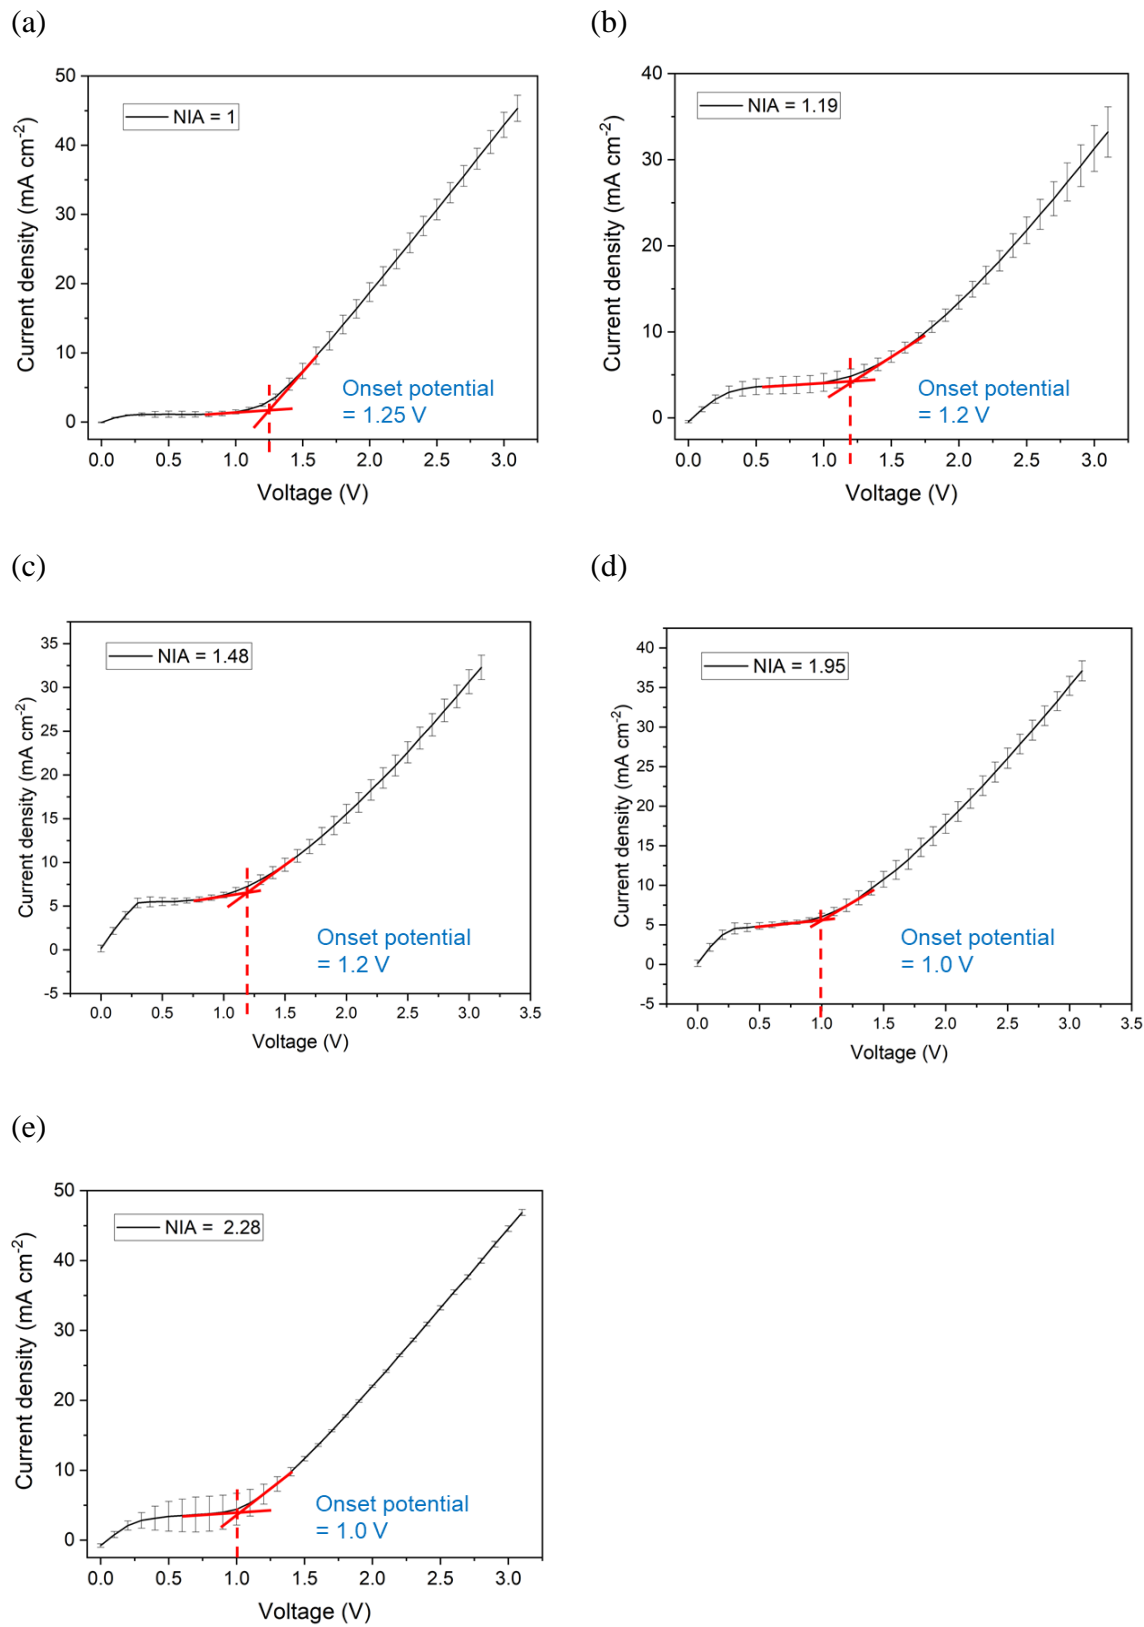 (a)
50
40
30
20
10
0
Current density (mA cm-2)
NIA = 1
Onset potential
= 1.25 V
0.0 0.5 1.0 1.5 2.0 2.5 3.0
Voltage (V)
(b)
40
30
20
10
0
Current density (mA cm-2)
NIA = 1.19
Onset potential
= 1.2 V
0.0 0.5 1.0 1.5 2.0 2.5 3.0
Voltage (V)
(c)
35
30
25
20
15
10
5
0
-5
Current density (mA cm-2)
NIA = 1.48
Onset potential
= 1.2 V
0.0 0.5 1.0 1.5 2.0 2.5 3.0 3.5
Voltage (V)
(d)
40
35
30
25
20
15
10
5
0
-5
Current density (mA cm-2)
NIA = 1.95
Onset potential
= 1.0 V
0.0 0.5 1.0 1.5 2.0 2.5 3.0 3.5
Voltage (V)
(e)
50
40
30
20
10
0
Current density (mA cm-2)
NIA = 2.28
Onset potential
= 1.0 V
0.0 0.5 1.0 1.5 2.0 2.5 3.0
Voltage (V)